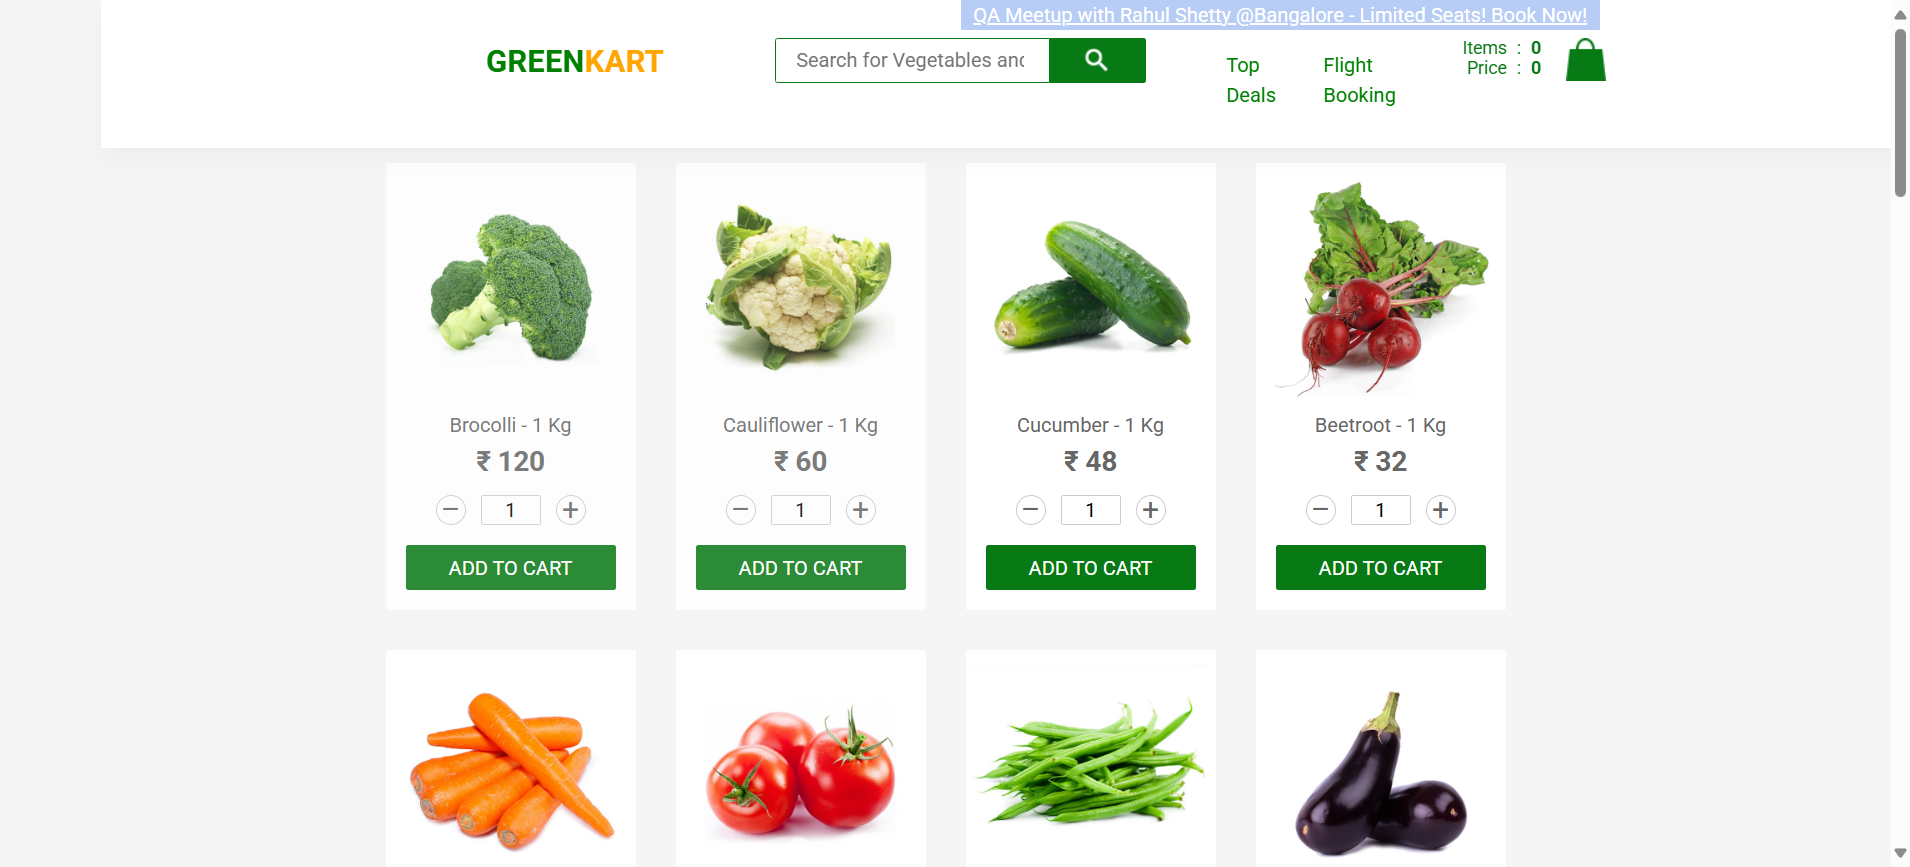 QA Meetup with Rahul Shetty @Bangalore - Limited Seats! Book Now!
GREENKART
Search for Vegetables and
Top
Deals
Flight
Booking
Items : 0
Price : 0
Brocolli - 1 Kg
₹ 120
1
ADD TO CART
Cauliflower - 1 Kg
₹ 60
1
ADD TO CART
Cucumber - 1 Kg
₹ 48
1
ADD TO CART
Beetroot - 1 Kg
₹ 32
1
ADD TO CART